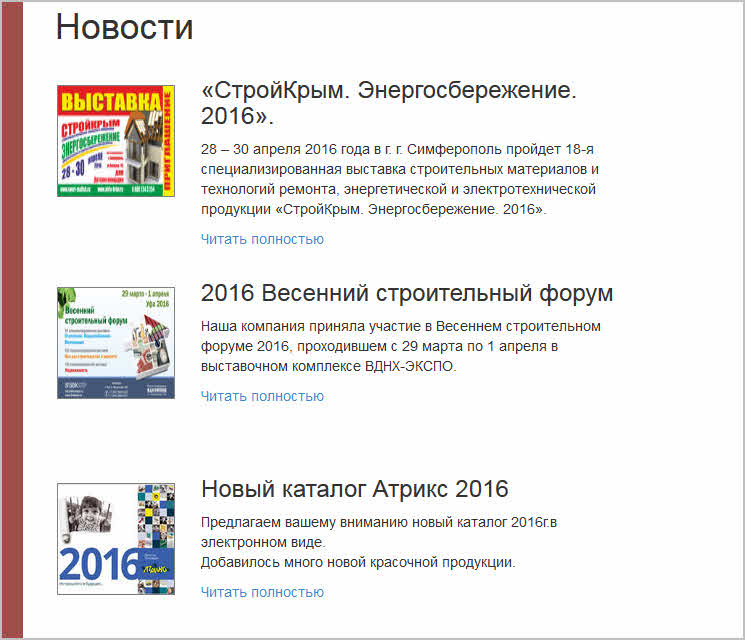 Новости
ВЫСТАВКА
СТРОЙКРЫМ
ЭНЕРГОСБЕРЕЖЕНИЕ
28 - 30 АПРЕЛЯ
ПРИГЛАШЕНИЕ
«СтройКрым. Энергосбережение.
2016».
28 – 30 апреля 2016 года в г. г. Симферополь пройдет 18-я
специализированная выставка строительных материалов и
технологий ремонта, энергетической и электротехнической
продукции «СтройКрым. Энергосбережение. 2016».
Читать полностью
29 марта - 1 апреля
Уфа 2016
Весенний
строительный форум
2016 Весенний строительный форум
Наша компания приняла участие в Весеннем строительном
форуме 2016, проходившем с 29 марта по 1 апреля в
выставочном комплексе ВДНХ-ЭКСПО.
Читать полностью
2016
Новый каталог Атрикс 2016
Предлагаем вашему вниманию новый каталог 2016г.в
электронном виде.
Добавилось много новой красочной продукции.
Читать полностью